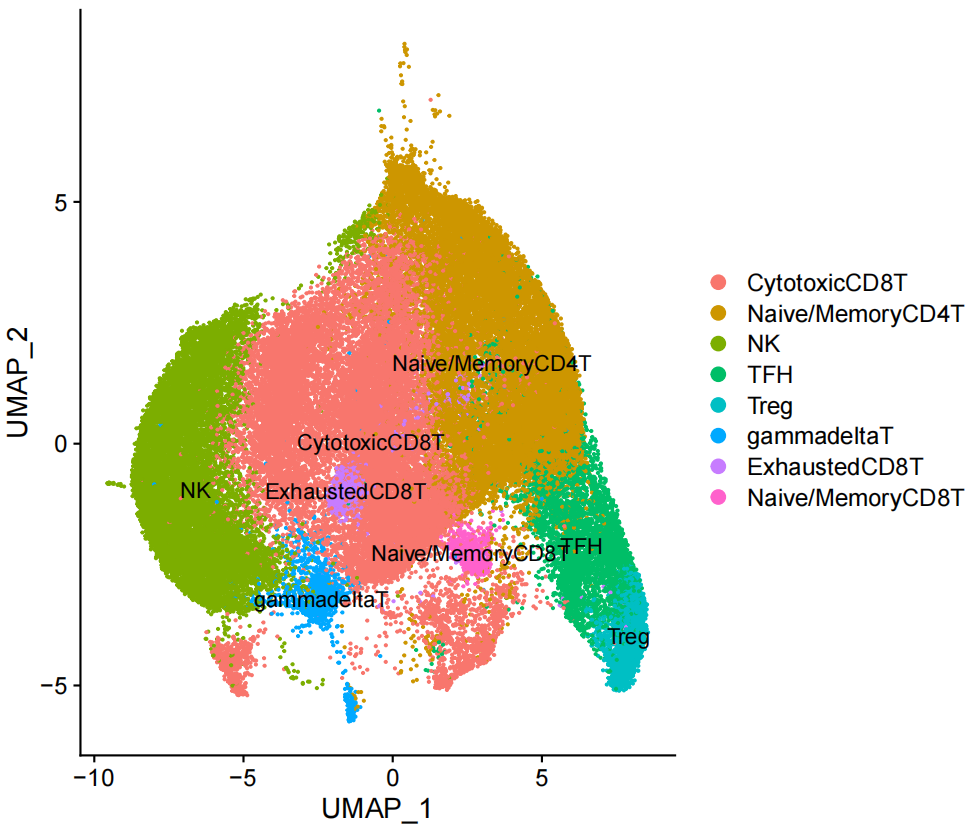 5
0
−5
UMAP_2
Naive/MemoryCD4T
CytotoxicCD8T
NK
ExhaustedCD8T
Naive/MemoryCD8T
TFH
gammadeltaT
Treg
−10
−5
0
5
UMAP_1
CytotoxicCD8T
Naive/MemoryCD4T
NK
TFH
Treg
gammadeltaT
ExhaustedCD8T
Naive/MemoryCD8T